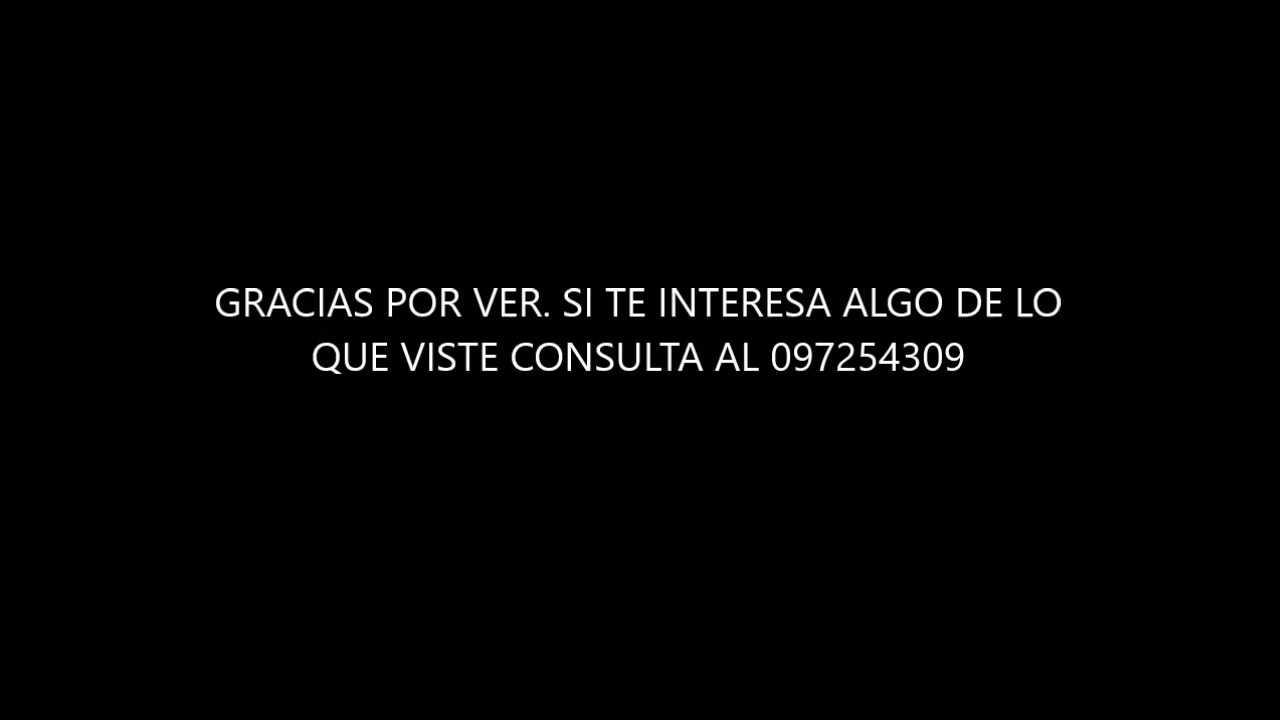 GRACIAS POR VER. SI TE INTERESA ALGO DE LO
QUE VISTE CONSULTA AL 097254309